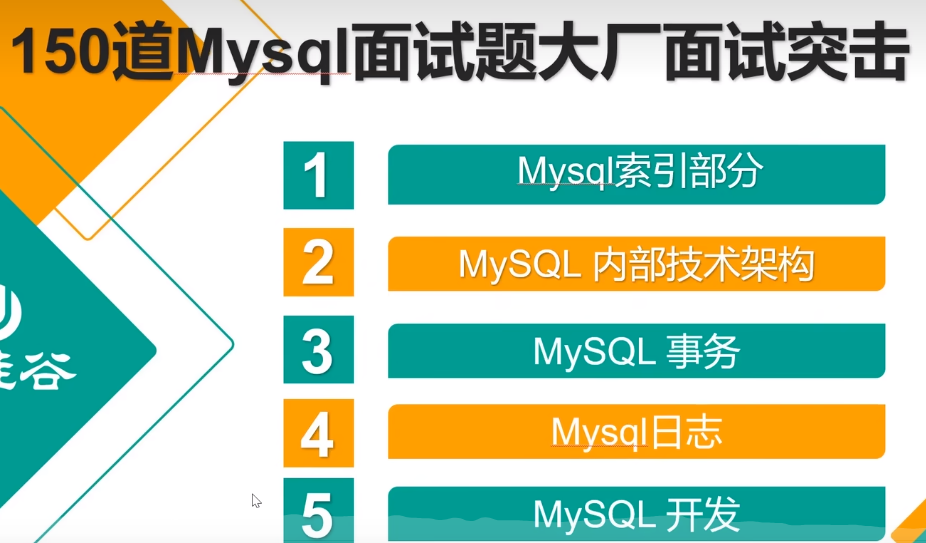 150道Mysql面试题大厂面试突击
1 Mysql索引部分
2 MySQL 内部技术架构
3 MySQL 事务
4 Mysql日志
谷
5 MySQL 开发